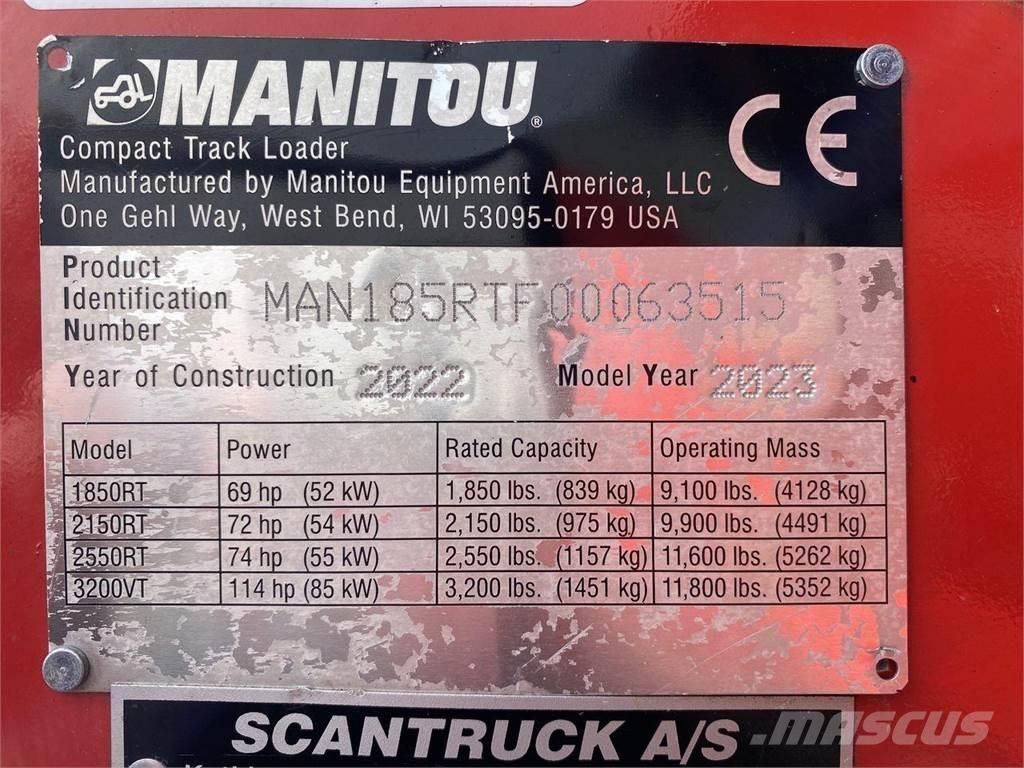 MANITOU®
CE
Compact Track Loader
Manufactured by Manitou Equipment America, LLC
One Gehl Way, West Bend, WI 53095-0179 USA
Product
Identification MAN185RTF00063515
Number
Year of Construction 2022 Model Year 2023
Model Power Rated Capacity Operating Mass
1850RT 69 hp (52 kW) 1,850 lbs. (839 kg) 9,100 lbs. (4128 kg)
2150RT 72 hp (54 kW) 2,150 lbs. (975 kg) 9,900 lbs. (4491 kg)
2550RT 74 hp (55 kW) 2,550 lbs. (1157 kg) 11,600 lbs. (5262 kg)
3200VT 114 hp (85 kW) 3,200 lbs. (1451 kg) 11,800 lbs. (5352 kg)
SCANTRUCK A/S
.MASCUS